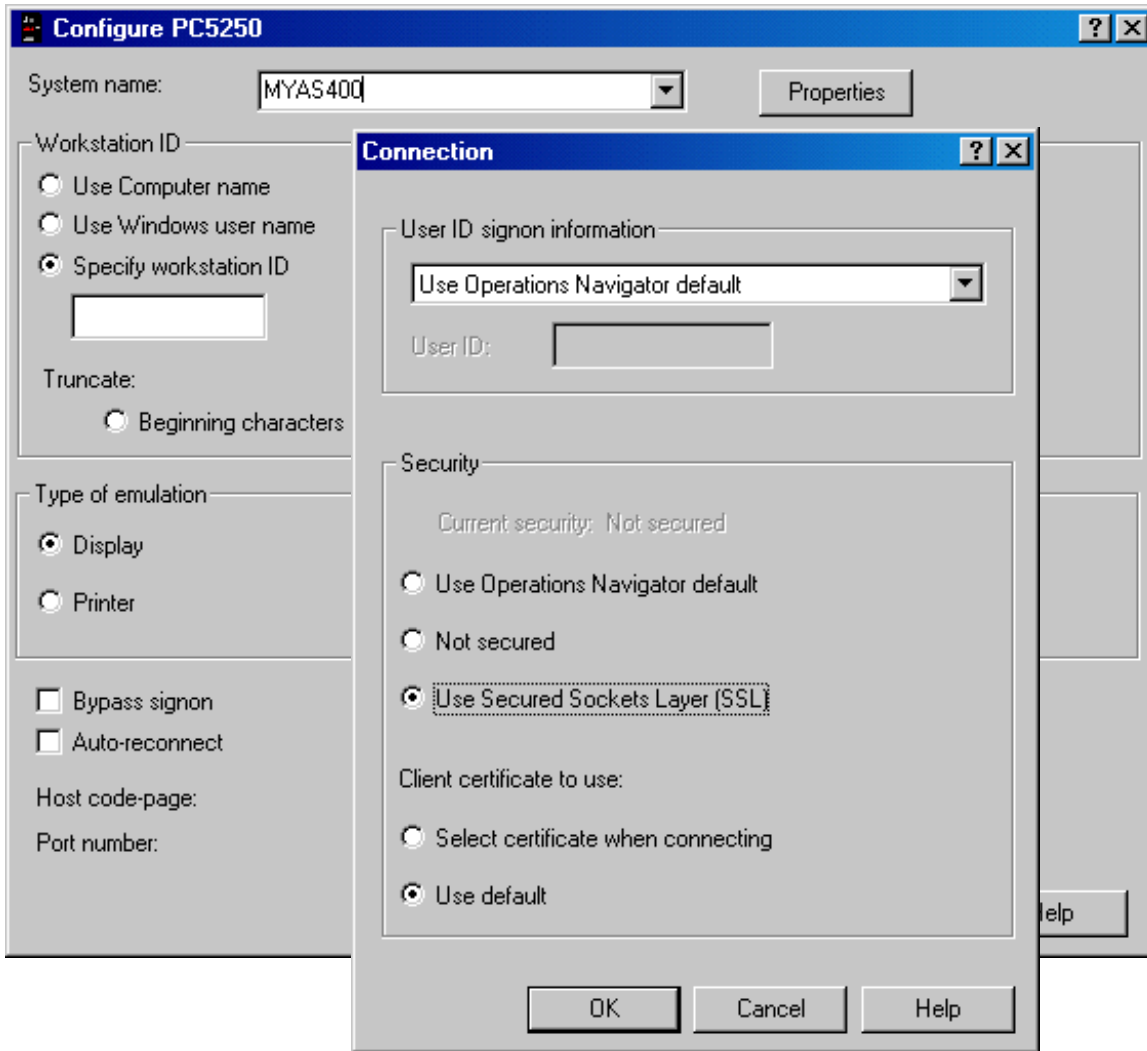 Configure PC5250
System name:
MYAS400
Properties
Workstation ID
Use Computer name
Use Windows user name
Specify workstation ID
Truncate:
Beginning characters
Type of emulation
Display
Printer
Bypass signon
Auto-reconnect
Host code-page:
Port number:
Connection
User ID signon information
Use Operations Navigator default
User ID:
Security
Current security: Not secured
Use Operations Navigator default
Not secured
Use Secured Sockets Layer (SSL)
Client certificate to use:
Select certificate when connecting
Use default
OK
Cancel
Help